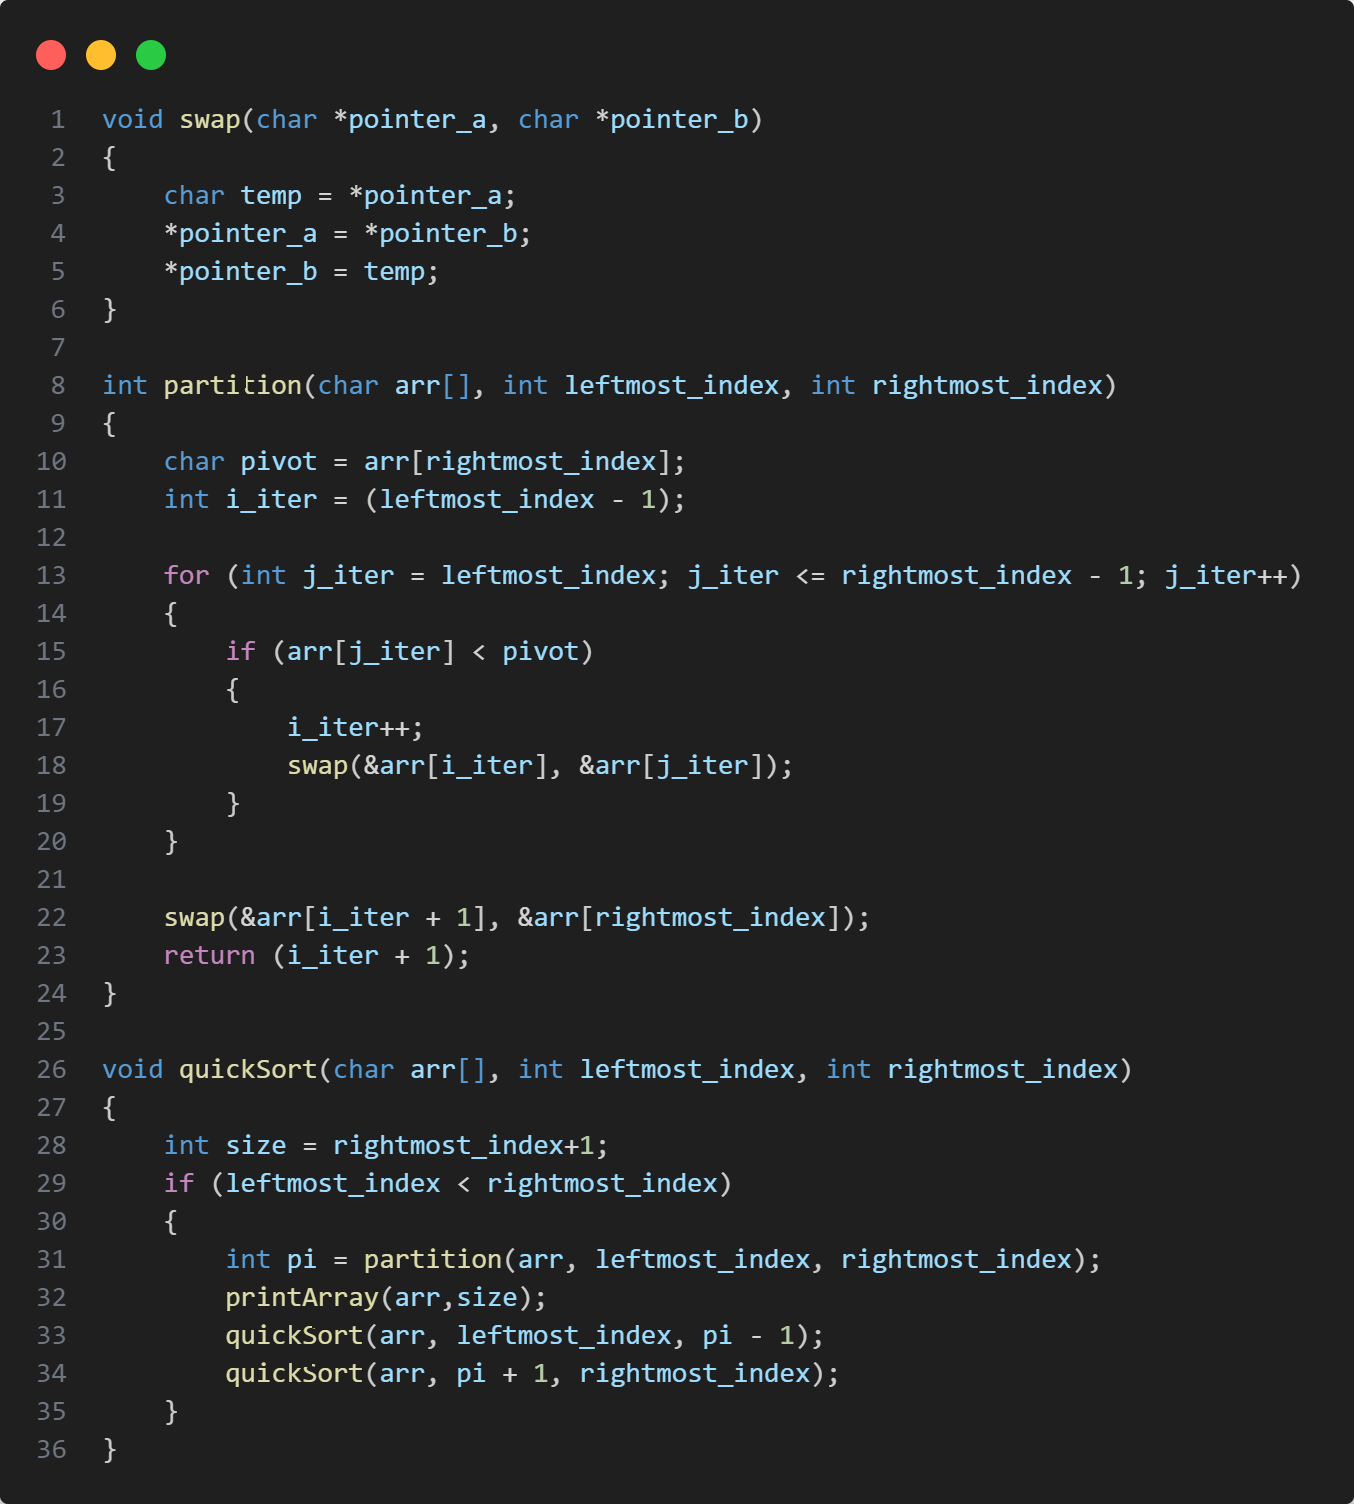 1 void swap(char *pointer_a, char *pointer_b)
2 {
3     char temp = *pointer_a;
4     *pointer_a = *pointer_b;
5     *pointer_b = temp;
6 }
7
8 int partition(char arr[], int leftmost_index, int rightmost_index)
9 {
10     char pivot = arr[rightmost_index];
11     int i_iter = (leftmost_index - 1);
12
13     for (int j_iter = leftmost_index; j_iter <= rightmost_index - 1; j_iter++)
14     {
15         if (arr[j_iter] < pivot)
16         {
17             i_iter++;
18             swap(&arr[i_iter], &arr[j_iter]);
19         }
20     }
21
22     swap(&arr[i_iter + 1], &arr[rightmost_index]);
23     return (i_iter + 1);
24 }
25
26 void quickSort(char arr[], int leftmost_index, int rightmost_index)
27 {
28     int size = rightmost_index+1;
29     if (leftmost_index < rightmost_index)
30     {
31         int pi = partition(arr, leftmost_index, rightmost_index);
32         printArray(arr,size);
33         quickSort(arr, leftmost_index, pi - 1);
34         quickSort(arr, pi + 1, rightmost_index);
35     }
36 }